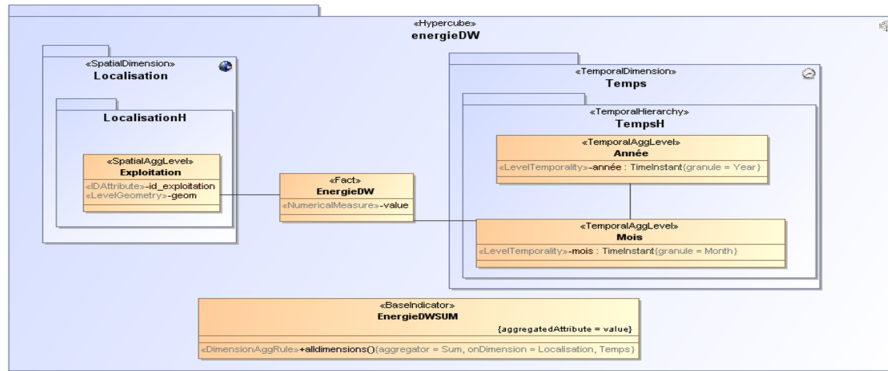 «Hypercube»
energieDW
«SpatialDimension»
Localisation
LocalisationH
«SpatialAggLevel»
Exploitation
«IDAttribute»-id_exploitation
«LevelGeometry»-geom
«Fact»
EnergieDW
«NumericalMeasure»-value
«TemporalDimension»
Temps
«TemporalHierarchy»
TempsH
«TemporalAggLevel»
Année
«LevelTemporality»-année : TimeInstant(granule = Year)
«TemporalAggLevel»
Mois
«LevelTemporality»-mois : TimeInstant(granule = Month)
«BaseIndicator»
EnergieDWSUM
{aggregatedAttribute = value}
«DimensionAggRule»+alldimensions(){aggregator = Sum, onDimension = Localisation, Temps}